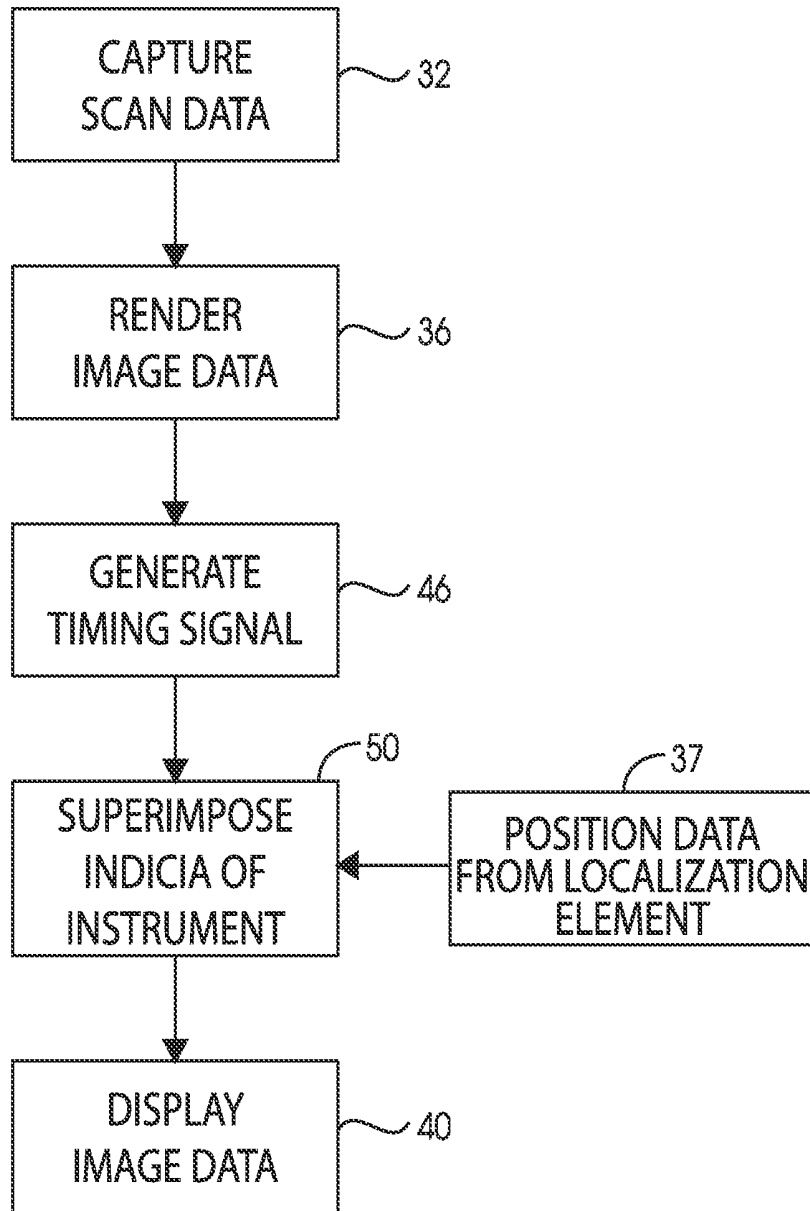 CAPTURE
SCAN DATA
32
RENDER
IMAGE DATA
36
GENERATE
TIMING SIGNAL
46
50
SUPERIMPOSE
INDICIA OF
INSTRUMENT
37
POSITION DATA
FROM LOCALIZATION
ELEMENT
DISPLAY
IMAGE DATA
40